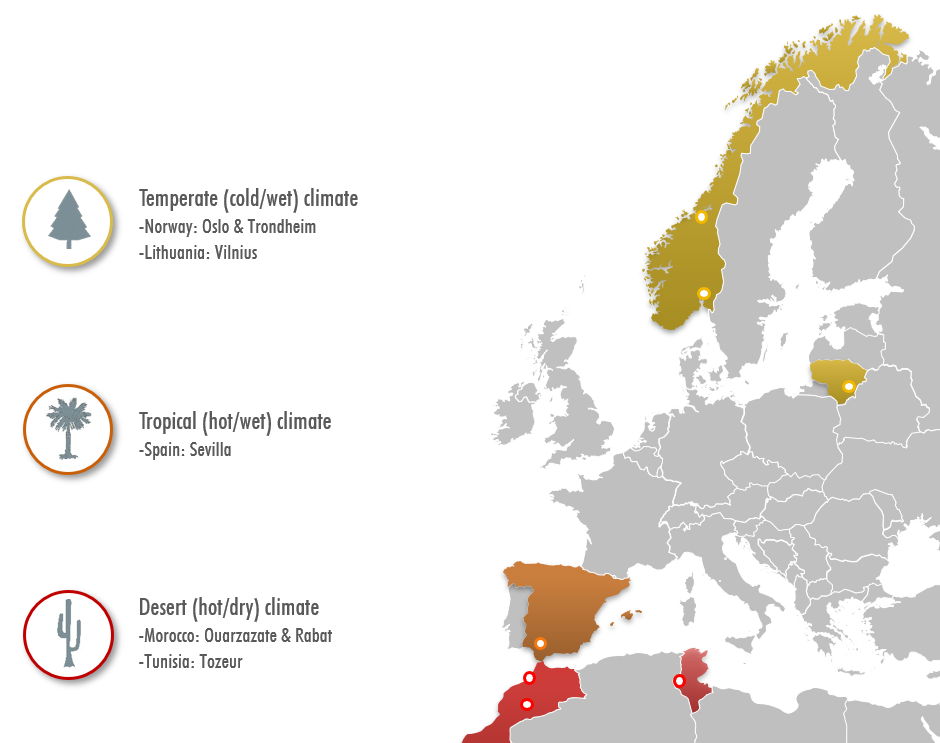 Temperate (cold/wet) climate
-Norway: Oslo & Trondheim
-Lithuania: Vilnius
Tropical (hot/wet) climate
-Spain: Sevilla
Desert (hot/dry) climate
-Morocco: Ouarzazate & Rabat
-Tunisia: Tozeur